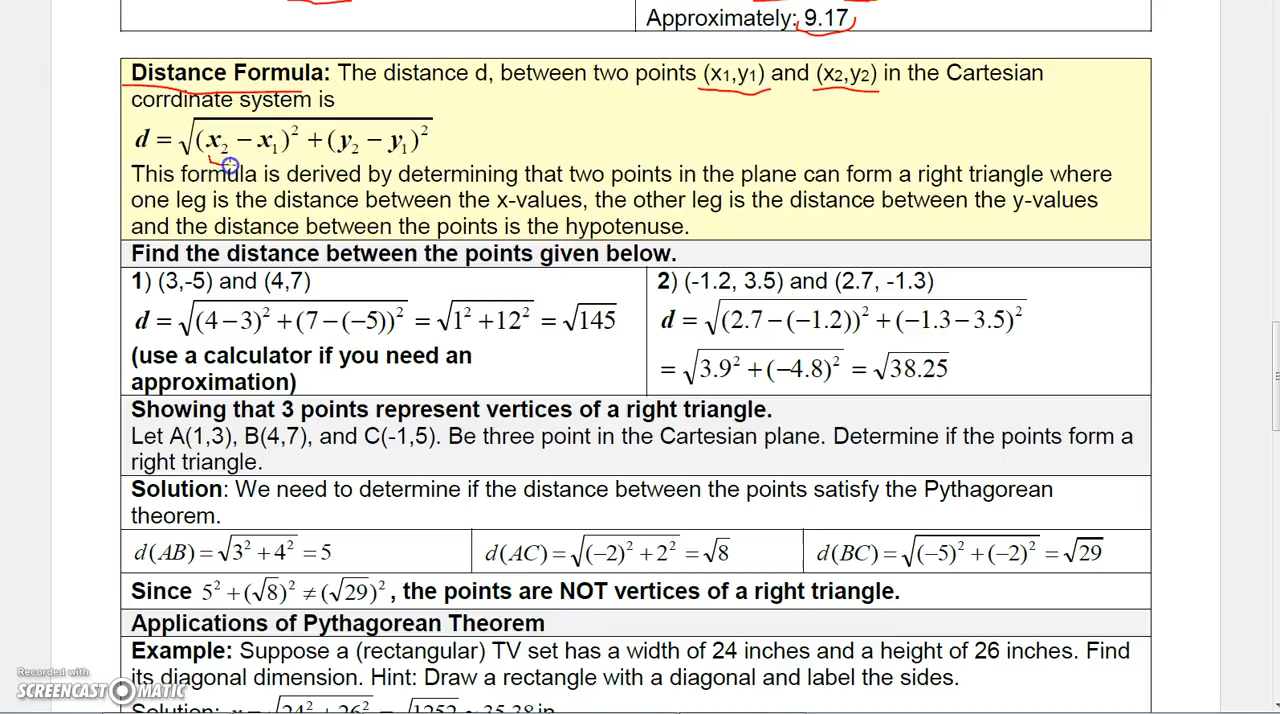 Approximately: 9.17
Distance Formula: The distance d, between two points (x1,y1) and (x2,y2) in the Cartesian
corrdinate system is
d = √((x₂ − x₁)² + (y₂ − y₁)²)
This formula is derived by determining that two points in the plane can form a right triangle where
one leg is the distance between the x-values, the other leg is the distance between the y-values
and the distance between the points is the hypotenuse.
Find the distance between the points given below.
1) (3,-5) and (4,7)
d = √((4 − 3)² + (7 − (−5))²) = √(1² + 12²) = √145
(use a calculator if you need an
approximation)
2) (-1.2, 3.5) and (2.7, -1.3)
d = √((2.7 − (−1.2))² + (−1.3 − 3.5)²)
= √(3.9² + (−4.8)²) = √38.25
Showing that 3 points represent vertices of a right triangle.
Let A(1,3), B(4,7), and C(-1,5). Be three point in the Cartesian plane. Determine if the points form a
right triangle.
Solution: We need to determine if the distance between the points satisfy the Pythagorean
theorem.
d(AB) = √(3² + 4²) = 5
d(AC) = √((−2)² + 2²) = √8
d(BC) = √((−5)² + (−2)²) = √29
Since 5² + (√8)² ≠ (√29)², the points are NOT vertices of a right triangle.
Applications of Pythagorean Theorem
Example: Suppose a (rectangular) TV set has a width of 24 inches and a height of 26 inches. Find
its diagonal dimension. Hint: Draw a rectangle with a diagonal and label the sides.
Recorded with
SCREENCAST MATIC